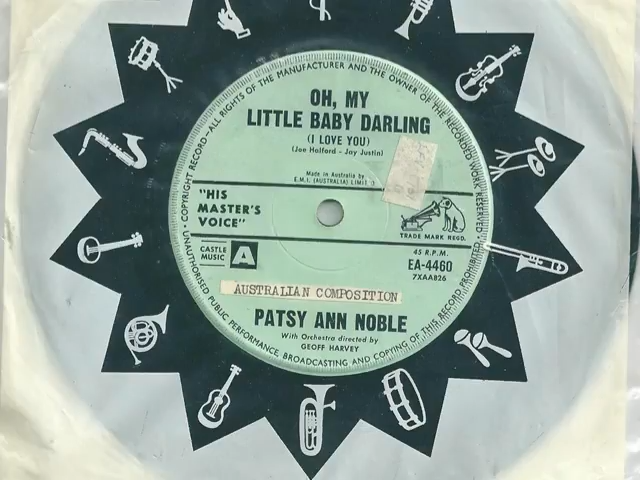 COPYRIGHT RECORD—ALL RIGHTS OF THE MANUFACTURER AND THE OWNER OF THE RECORDED WORK RESERVED
UNAUTHORISED PUBLIC PERFORMANCE, BROADCASTING AND COPYING OF THIS RECORD PROHIBITED
OH, MY
LITTLE BABY DARLING
(I LOVE YOU)
(Joe Halford - Jay Justin)
Made in Australia by
E.M.I. (AUSTRALIA) LIMIT
"HIS
MASTER'S
VOICE"
TRADE MARK REGD.
CASTLE
MUSIC
A
45 R.P.M.
EA-4460
7XAA826
AUSTRALIAN COMPOSITION
PATSY ANN NOBLE
With Orchestra directed by
GEOFF HARVEY